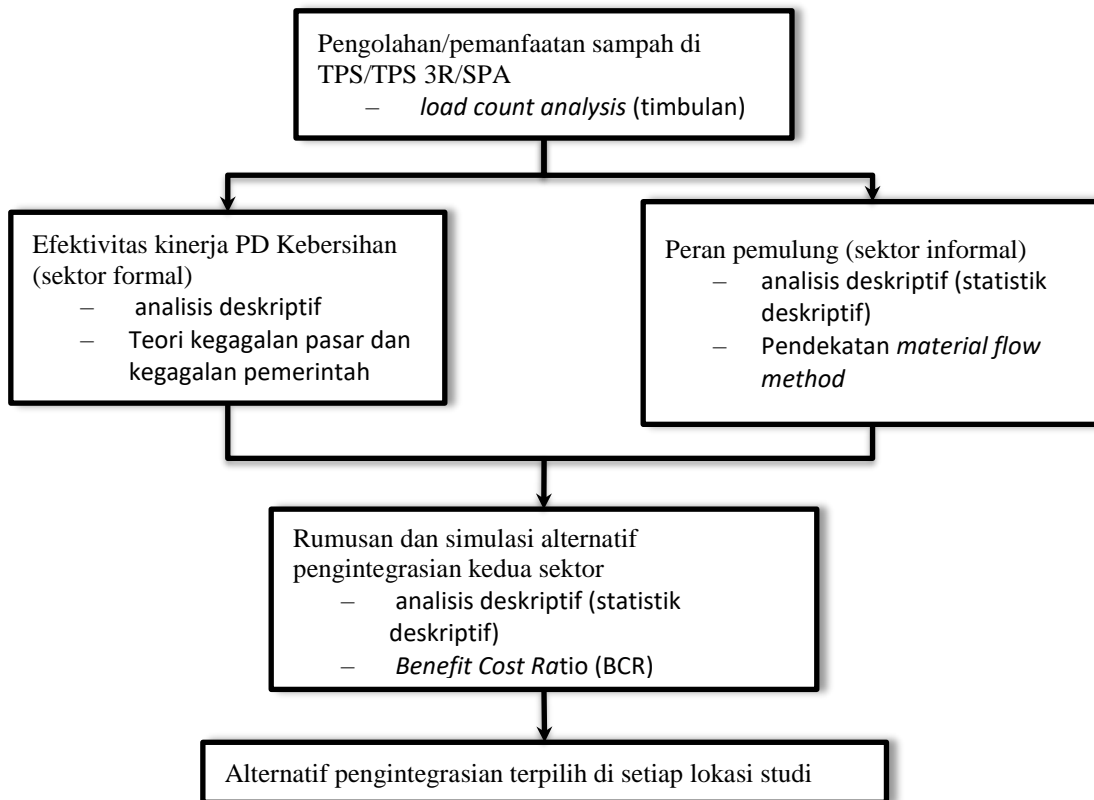 Pengolahan/pemanfaatan sampah di
TPS/TPS 3R/SPA
– load count analysis (timbulan)
Efektivitas kinerja PD Kebersihan
(sektor formal)
– analisis deskriptif
– Teori kegagalan pasar dan
kegagalan pemerintah
Peran pemulung (sektor informal)
– analisis deskriptif (statistik
deskriptif)
– Pendekatan material flow
method
Rumusan dan simulasi alternatif
pengintegrasian kedua sektor
– analisis deskriptif (statistik
deskriptif)
– Benefit Cost Ratio (BCR)
Alternatif pengintegrasian terpilih di setiap lokasi studi